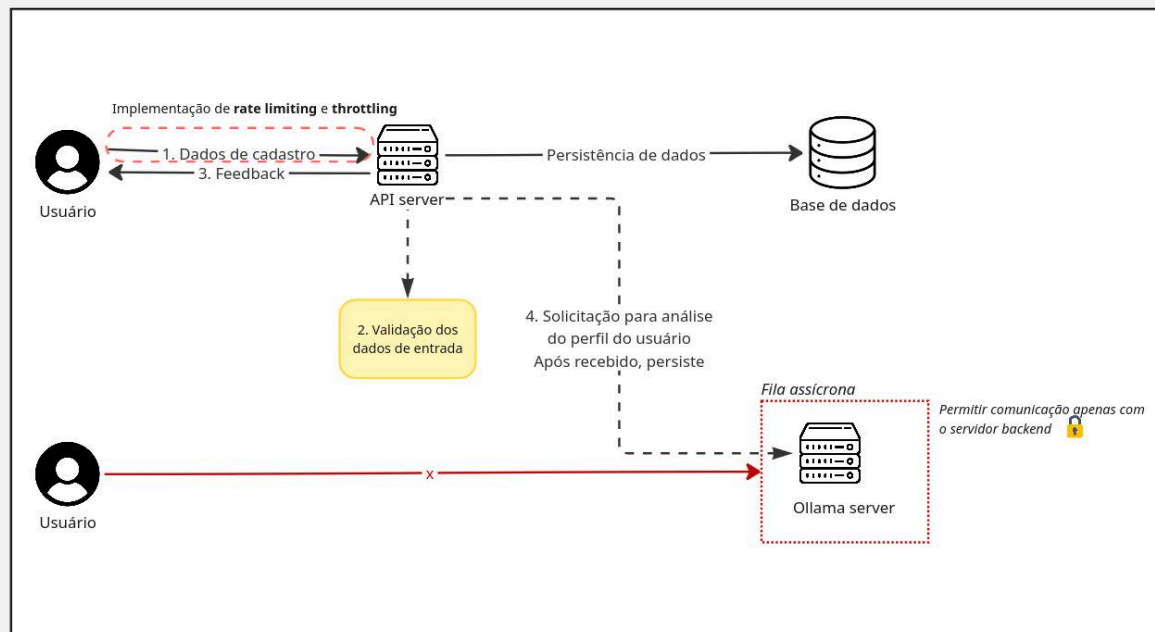 Implementação de rate limiting e throttling
1. Dados de cadastro
3. Feedback
Usuário
API server
Persistência de dados
Base de dados
2. Validação dos
dados de entrada
4. Solicitação para análise
do perfil do usuário
Após recebido, persiste
Fila assícrona
Permitir comunicação apenas com
o servidor backend
x
Usuário
Ollama server